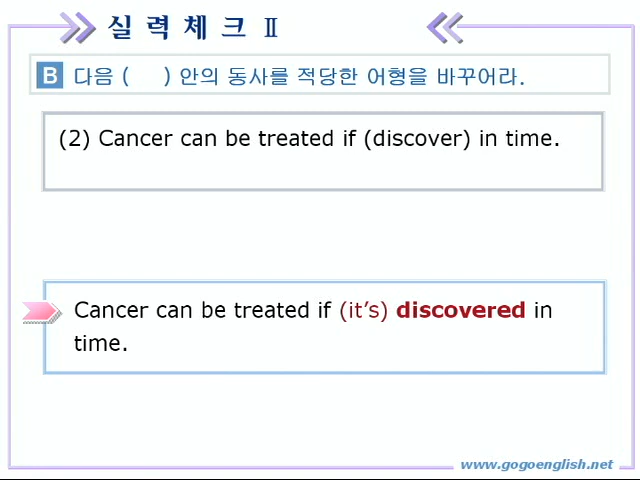 실 력 체 크 Ⅱ
B 다음 (    ) 안의 동사를 적당한 어형을 바꾸어라.
(2) Cancer can be treated if (discover) in time.
Cancer can be treated if (it's) discovered in
time.
www.gogoenglish.net